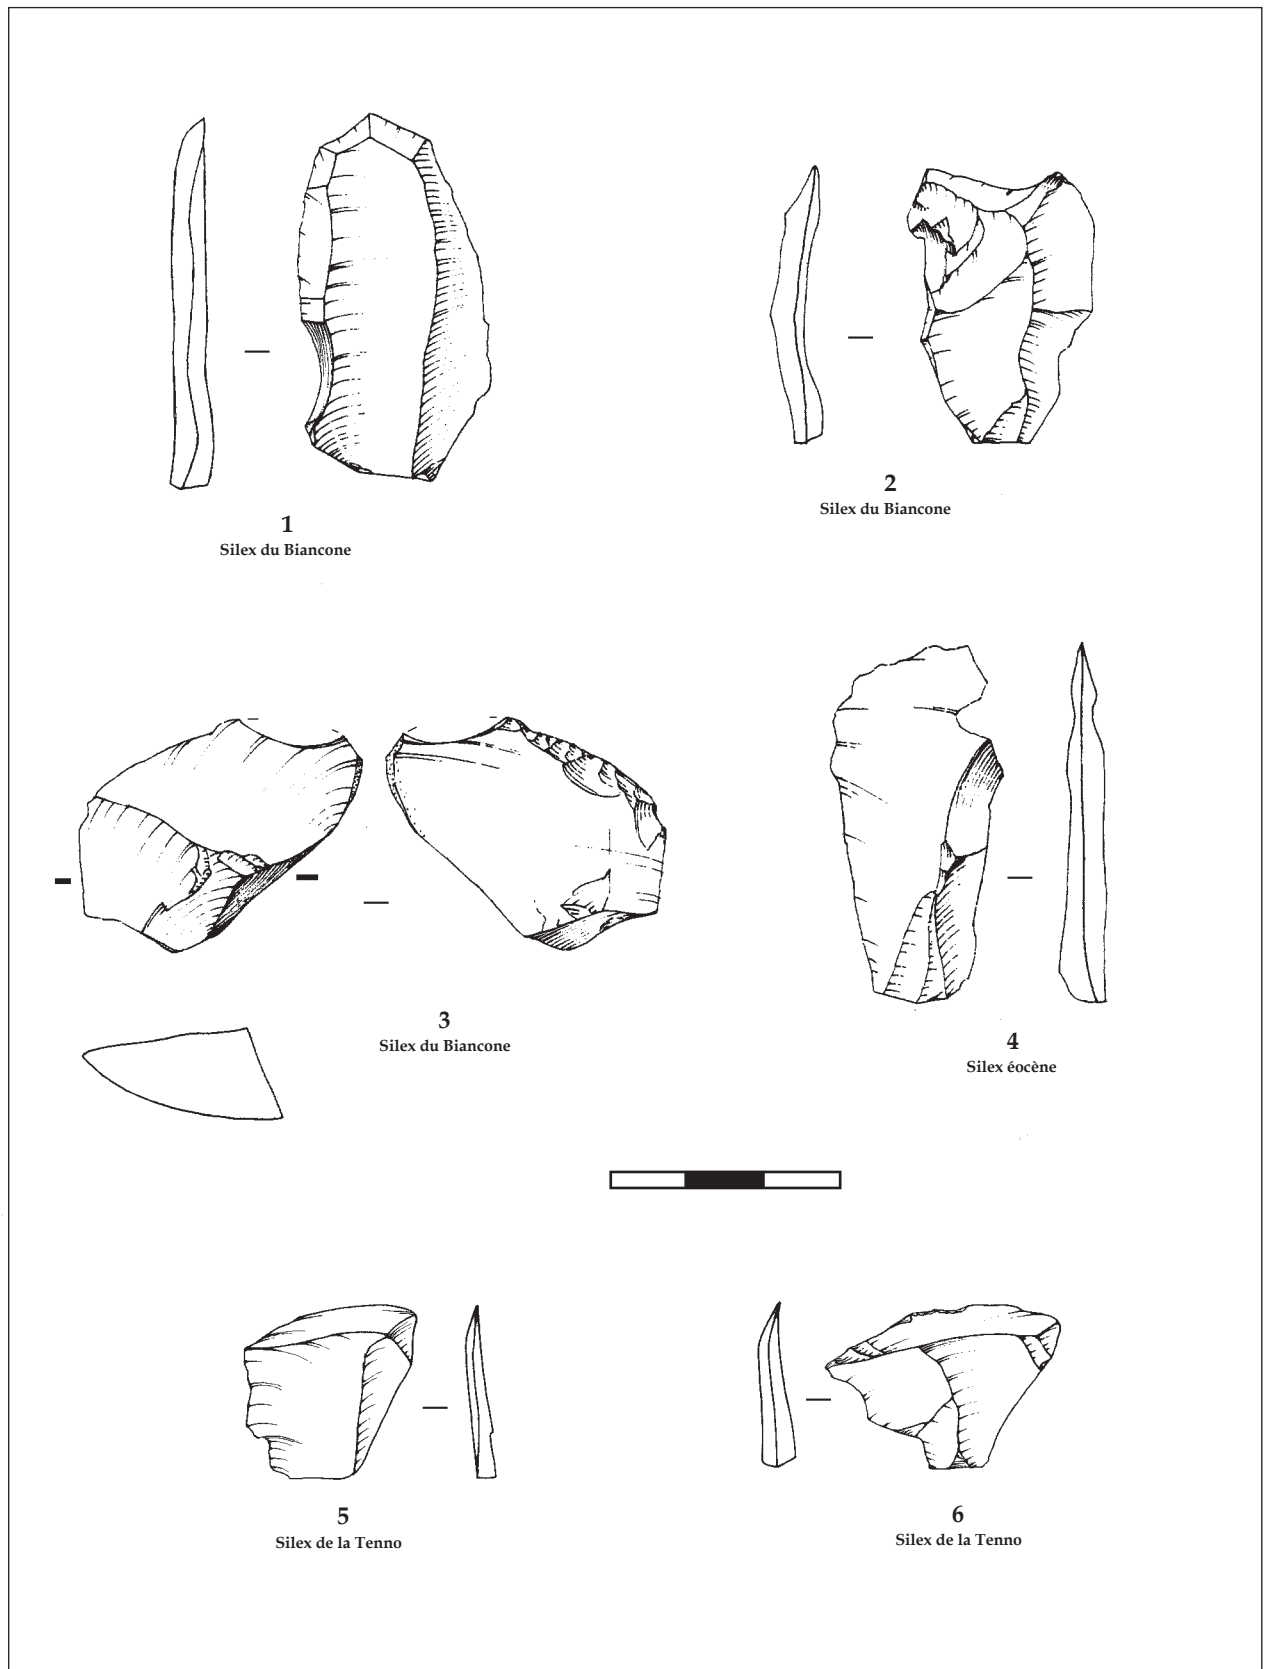 1
Silex du Biancone
2
Silex du Biancone
3
Silex du Biancone
4
Silex éocène
5
Silex de la Tenno
6
Silex de la Tenno